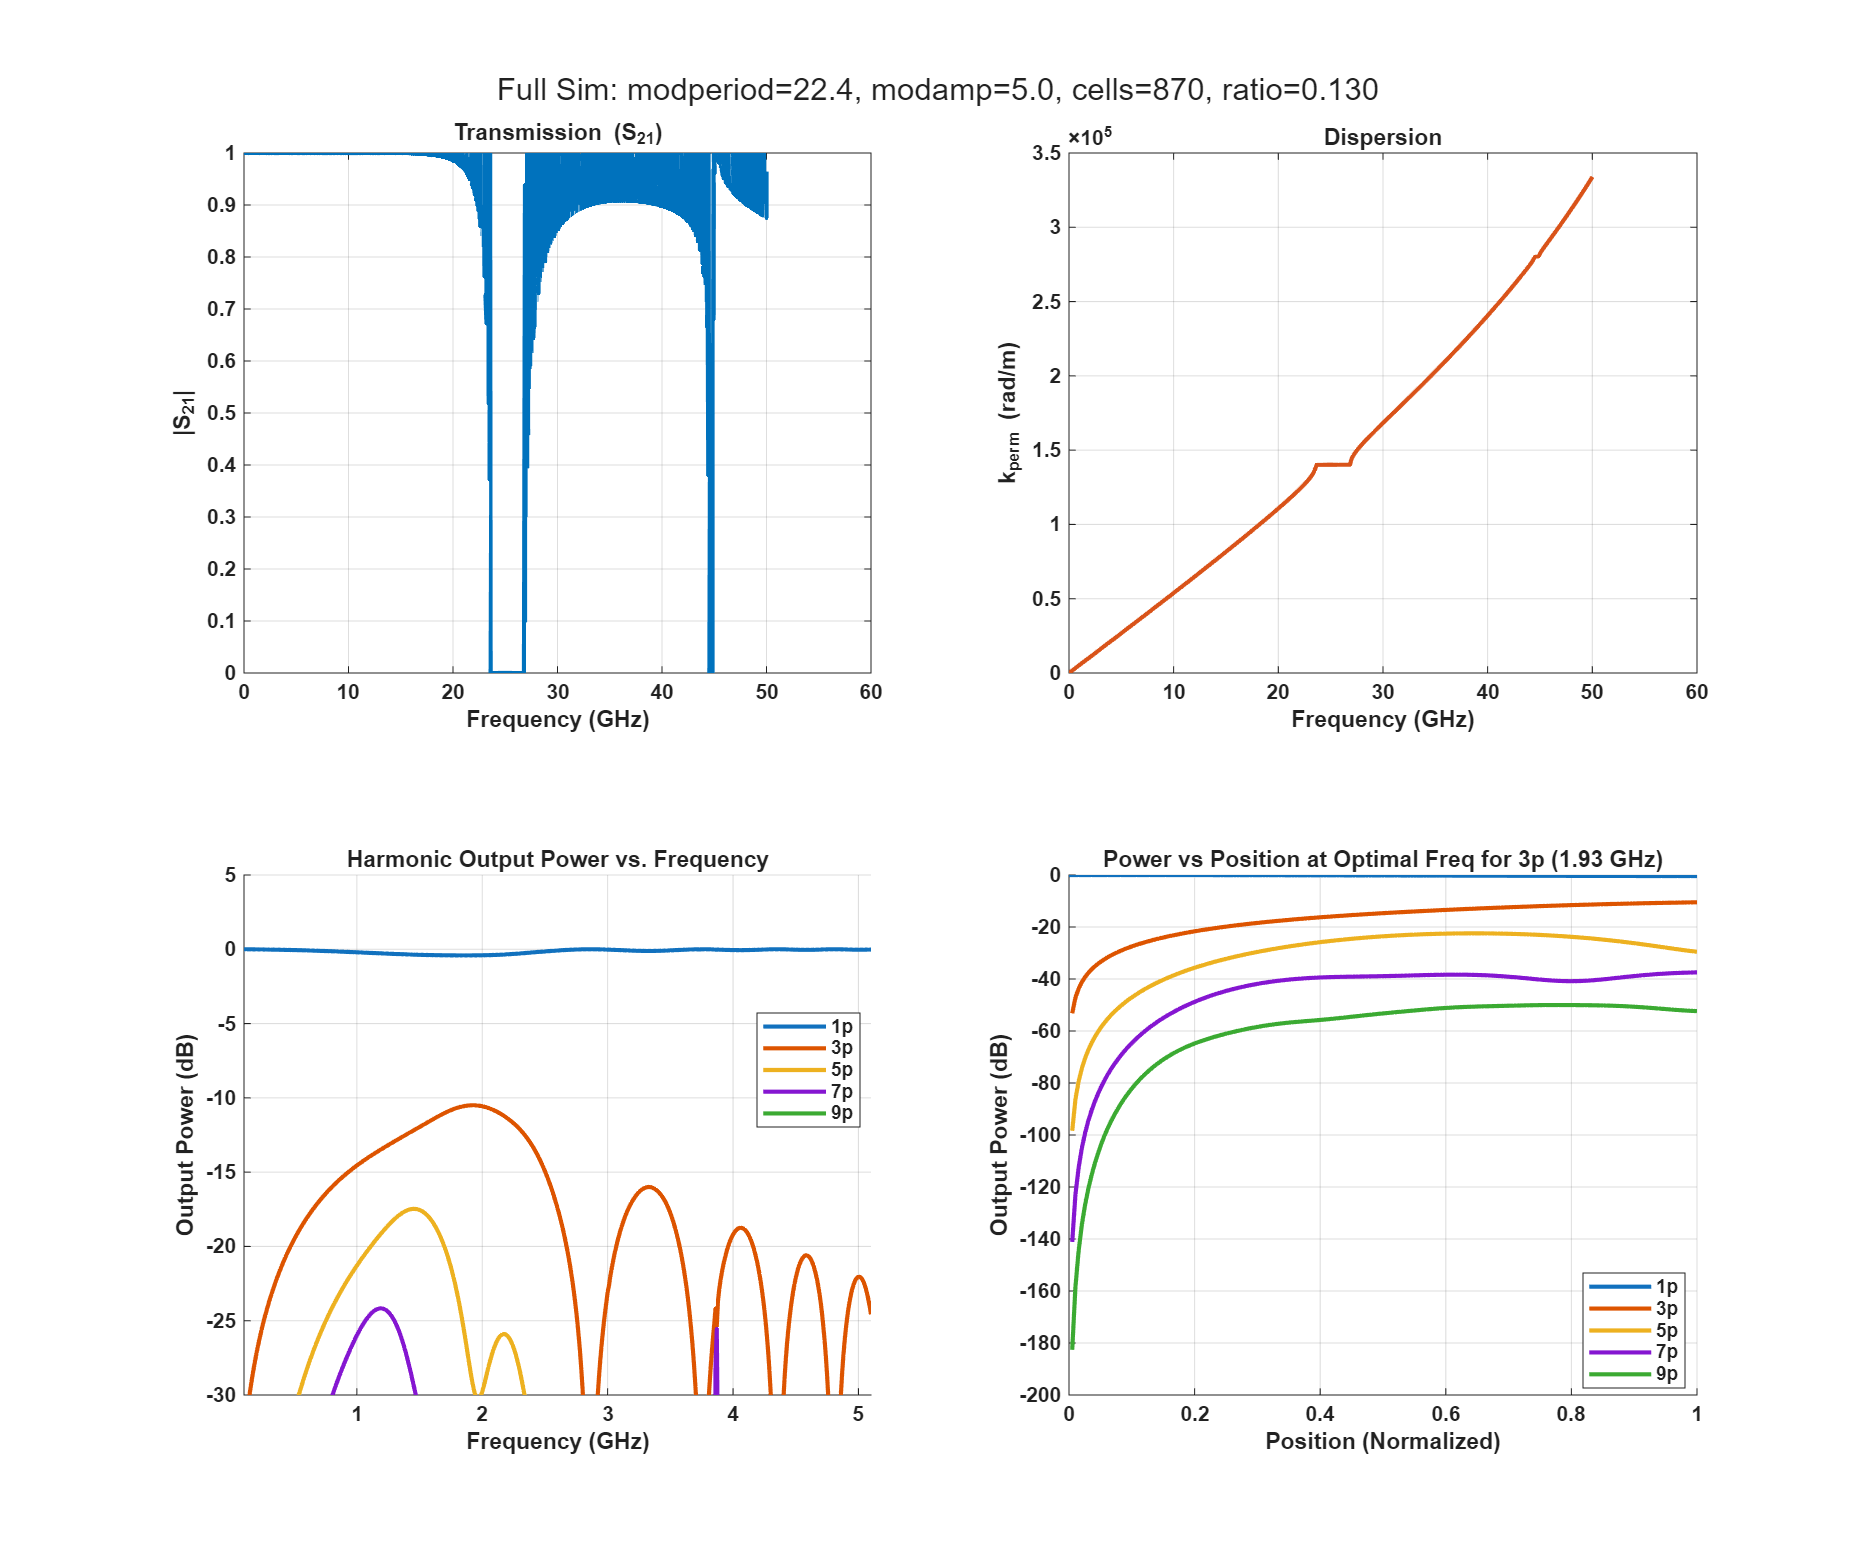 Full Sim: modperiod=22.4, modamp=5.0, cells=870, ratio=0.130
Transmission (S21)
1
0.9
0.8
0.7
0.6
0.5
0.4
0.3
0.2
0.1
0
|S21|
0 10 20 30 40 50 60
Frequency (GHz)
×10^5
Dispersion
3.5
3
2.5
2
1.5
1
0.5
0
kperm (rad/m)
0 10 20 30 40 50 60
Frequency (GHz)
Harmonic Output Power vs. Frequency
5
0
-5
-10
-15
-20
-25
-30
Output Power (dB)
1p
3p
5p
7p
9p
1 2 3 4 5
Frequency (GHz)
Power vs Position at Optimal Freq for 3p (1.93 GHz)
0
-20
-40
-60
-80
-100
-120
-140
-160
-180
-200
Output Power (dB)
1p
3p
5p
7p
9p
0 0.2 0.4 0.6 0.8 1
Position (Normalized)